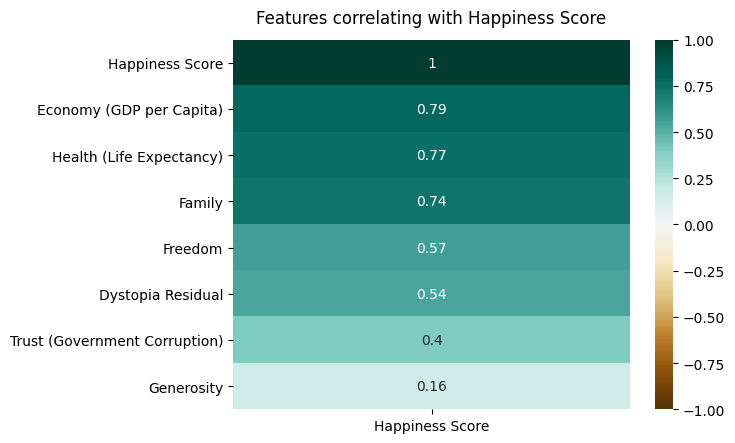 Features correlating with Happiness Score
Happiness Score 1
Economy (GDP per Capita) 0.79
Health (Life Expectancy) 0.77
Family 0.74
Freedom 0.57
Dystopia Residual 0.54
Trust (Government Corruption) 0.4
Generosity 0.16
Happiness Score
1.00
0.75
0.50
0.25
0.00
−0.25
−0.50
−0.75
−1.00